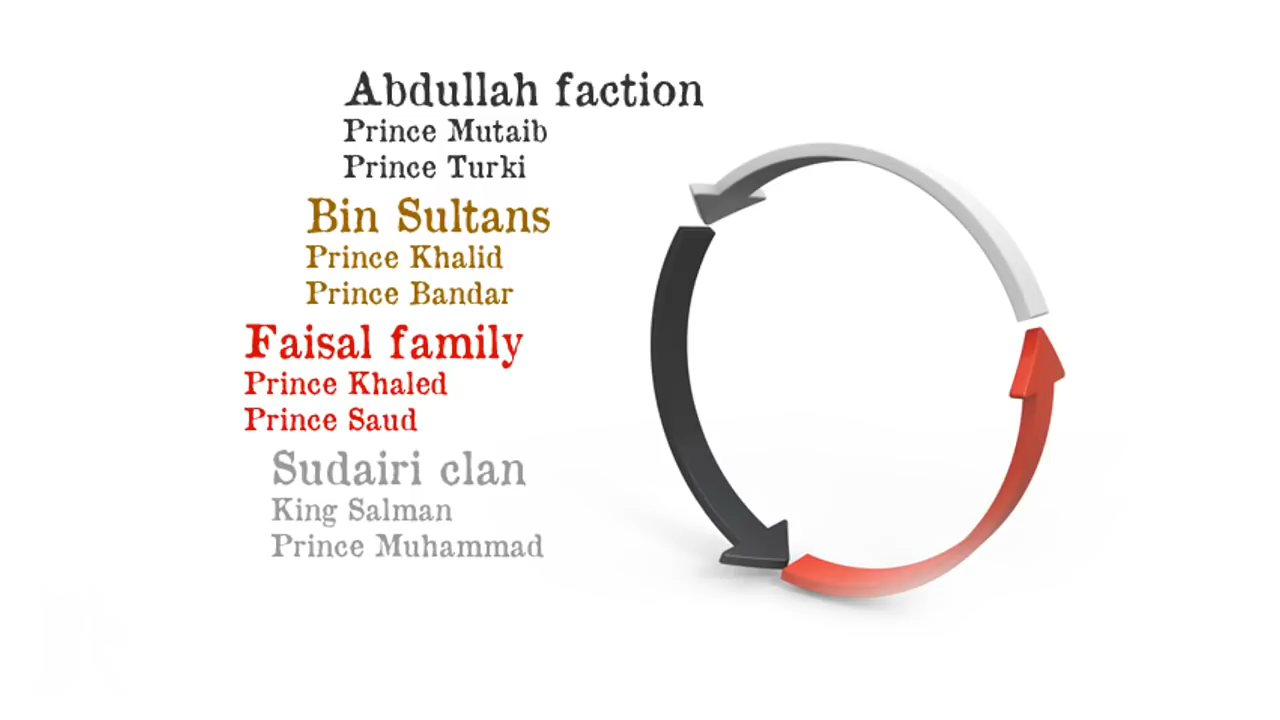 Abdullah faction
Prince Mutaib
Prince Turki
Bin Sultans
Prince Khalid
Prince Bandar
Faisal family
Prince Khaled
Prince Saud
Sudairi clan
King Salman
Prince Muhammad